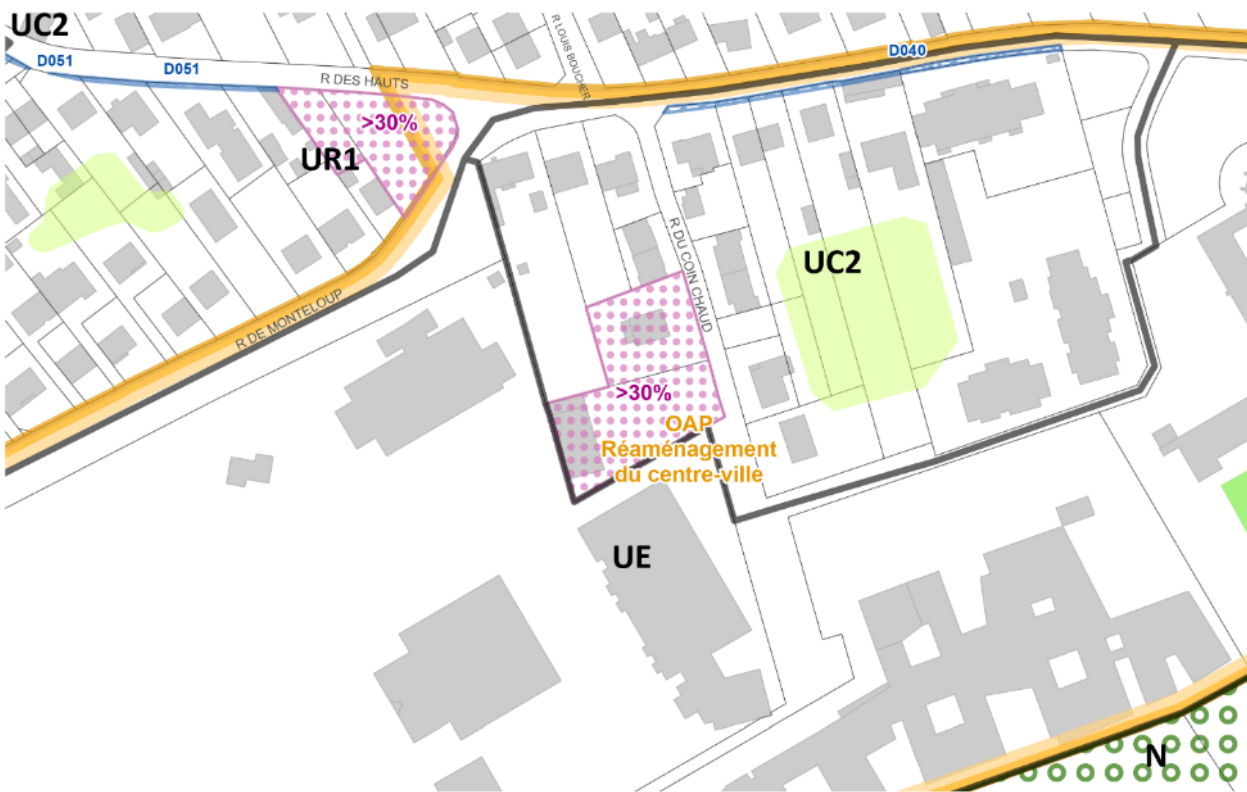 UC2
D051
D051
R DES HAUTS
R LOUIS BOUCHER
D040
>30%
UR1
R DU COIN CHAUD
UC2
R DE MONTELOUP
>30%
OAP
Réaménagement
du centre-ville
UE
N